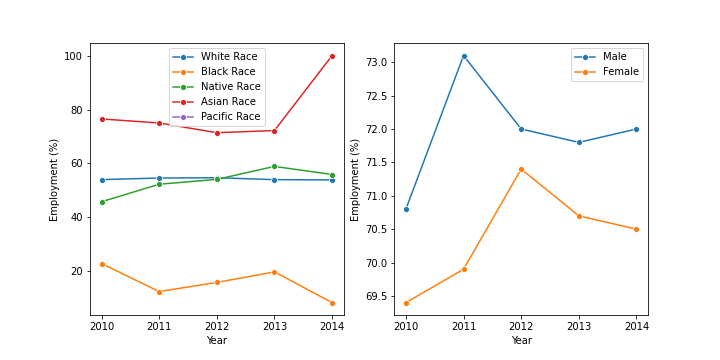 100
80
60
40
20
Employment (%)
2010 2011 2012 2013 2014
Year
White Race
Black Race
Native Race
Asian Race
Pacific Race
73.0
72.5
72.0
71.5
71.0
70.5
70.0
69.5
Employment (%)
2010 2011 2012 2013 2014
Year
Male
Female